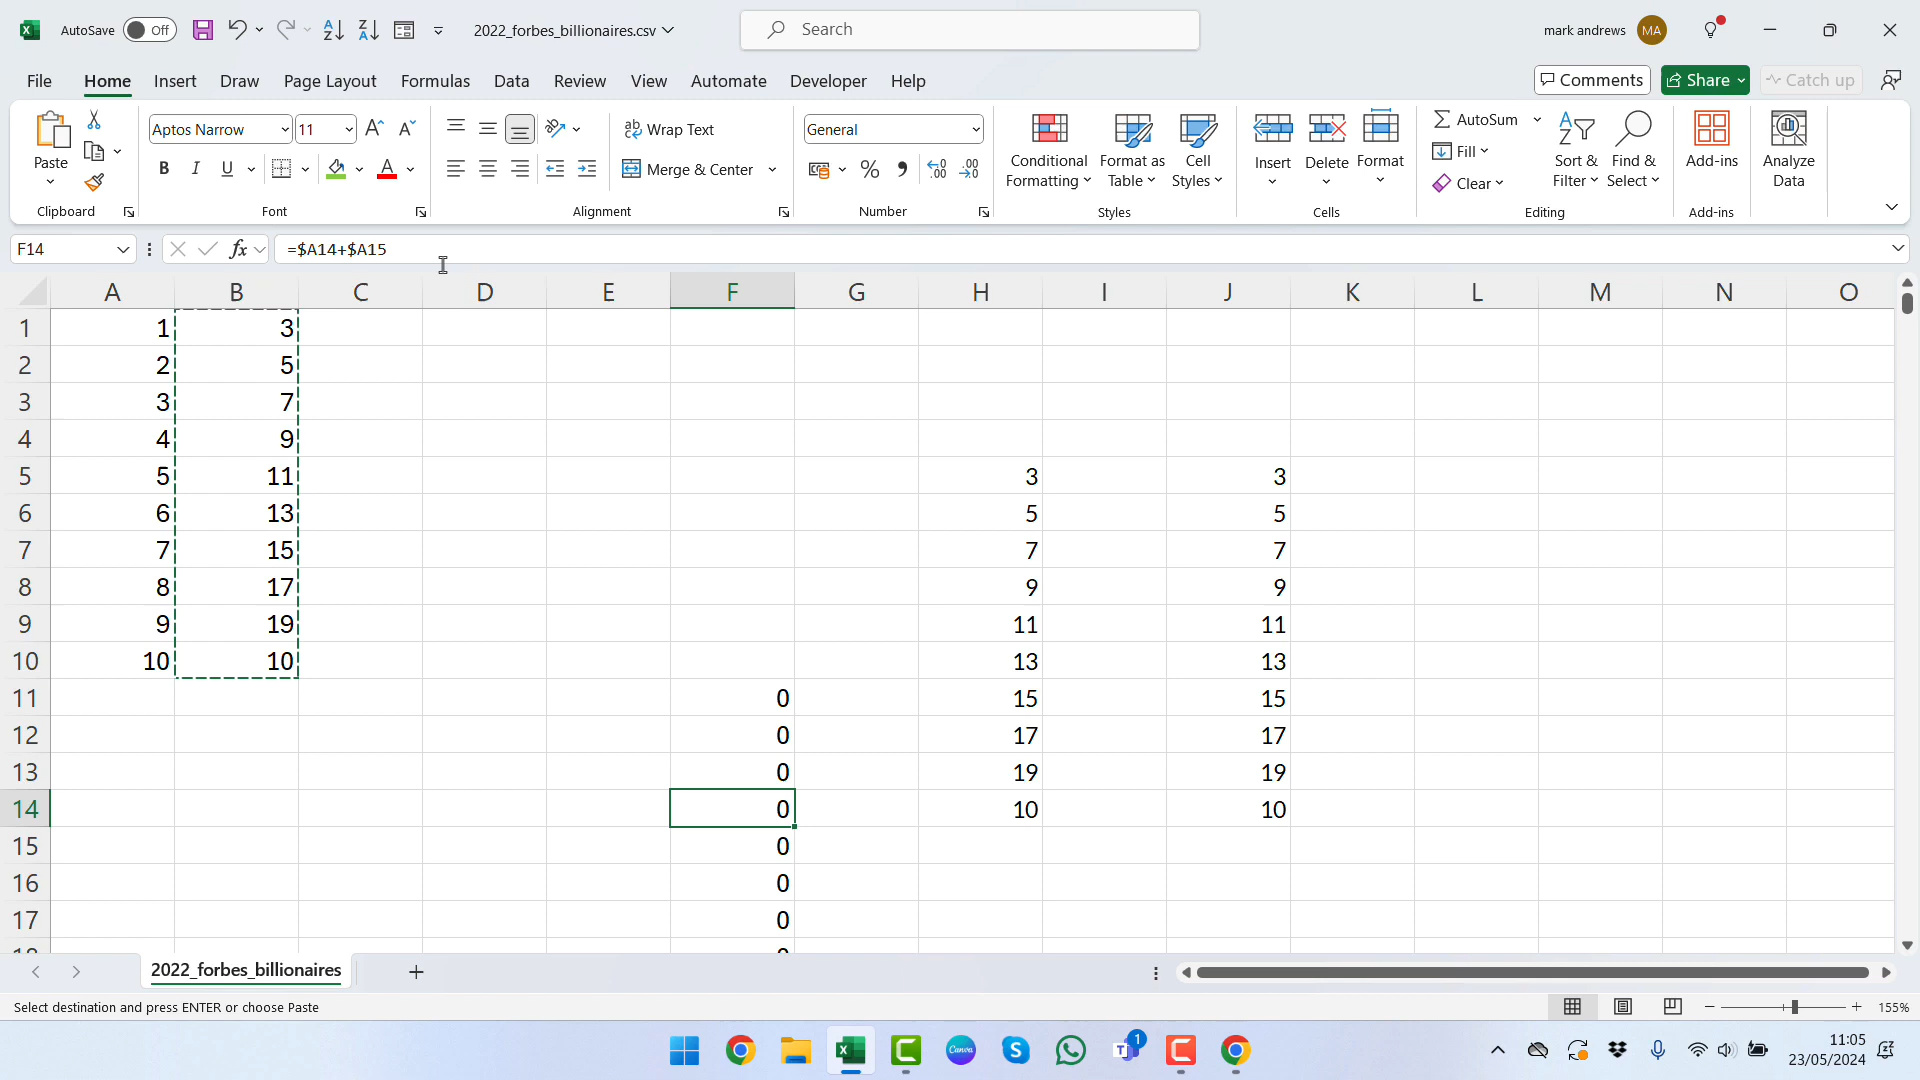 AutoSave Off 2022_forbes_billionaires.csv Search mark andrews MA
File Home Insert Draw Page Layout Formulas Data Review View Automate Developer Help Comments Share Catch up
Paste Aptos Narrow 11 Wrap Text General Conditional Formatting Format as Table Cell Styles Insert Delete Format AutoSum Fill Clear Sort & Filter Find & Select Add-ins Analyze Data
B I U Merge & Center %
Clipboard Font Alignment Number Styles Cells Editing Add-ins
F14 fx =$A14+$A15
A B C D E F G H I J K L M N O
1 1 3
2 2 5
3 3 7
4 4 9
5 5 11 3 3
6 6 13 5 5
7 7 15 7 7
8 8 17 9 9
9 9 19 11 11
10 10 10 13 13
11 0 15 15
12 0 17 17
13 0 19 19
14 0 10 10
15 0
16 0
17 0
2022_forbes_billionaires
Select destination and press ENTER or choose Paste 155%
Canva 1 11:05
23/05/2024